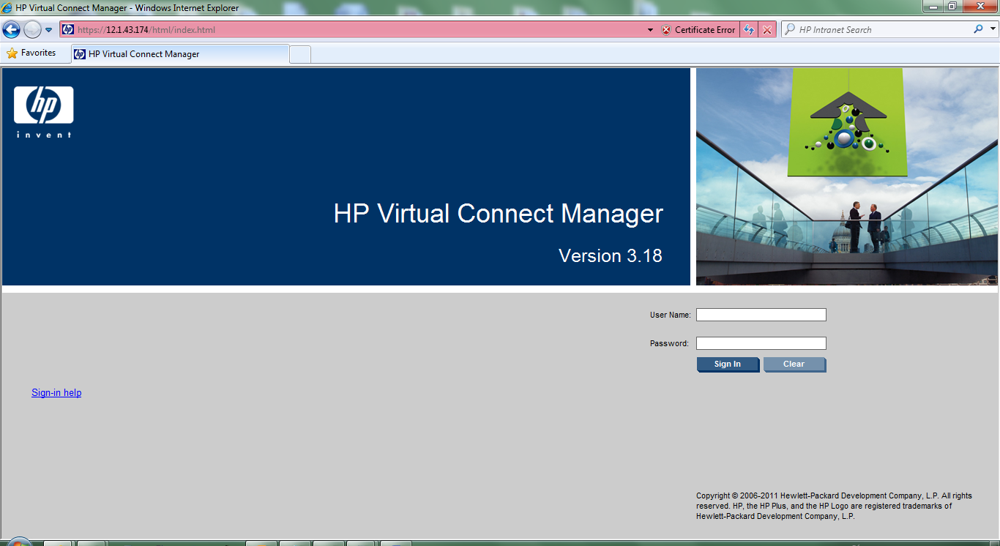 HP Virtual Connect Manager - Windows Internet Explorer
https://12.1.43.174/html/index.html
Certificate Error
HP Intranet Search
Favorites
HP Virtual Connect Manager
hp
invent
HP Virtual Connect Manager
Version 3.18
User Name:
Password:
Sign In Clear
Sign-in help
Copyright © 2006-2011 Hewlett-Packard Development Company, L.P. All rights
reserved. HP, the HP Plus, and the HP Logo are registered trademarks of
Hewlett-Packard Development Company, L.P.